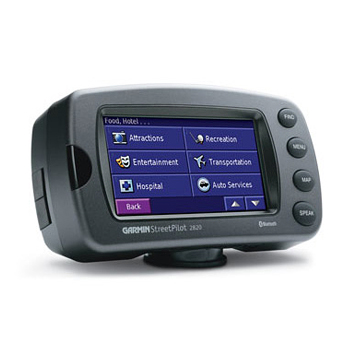 Food, Hotel . . .
Attractions
Recreation
Entertainment
Transportation
Hospital
Auto Services
Back
FIND
MENU
MAP
SPEAK
GARMIN StreetPilot 2820
Bluetooth